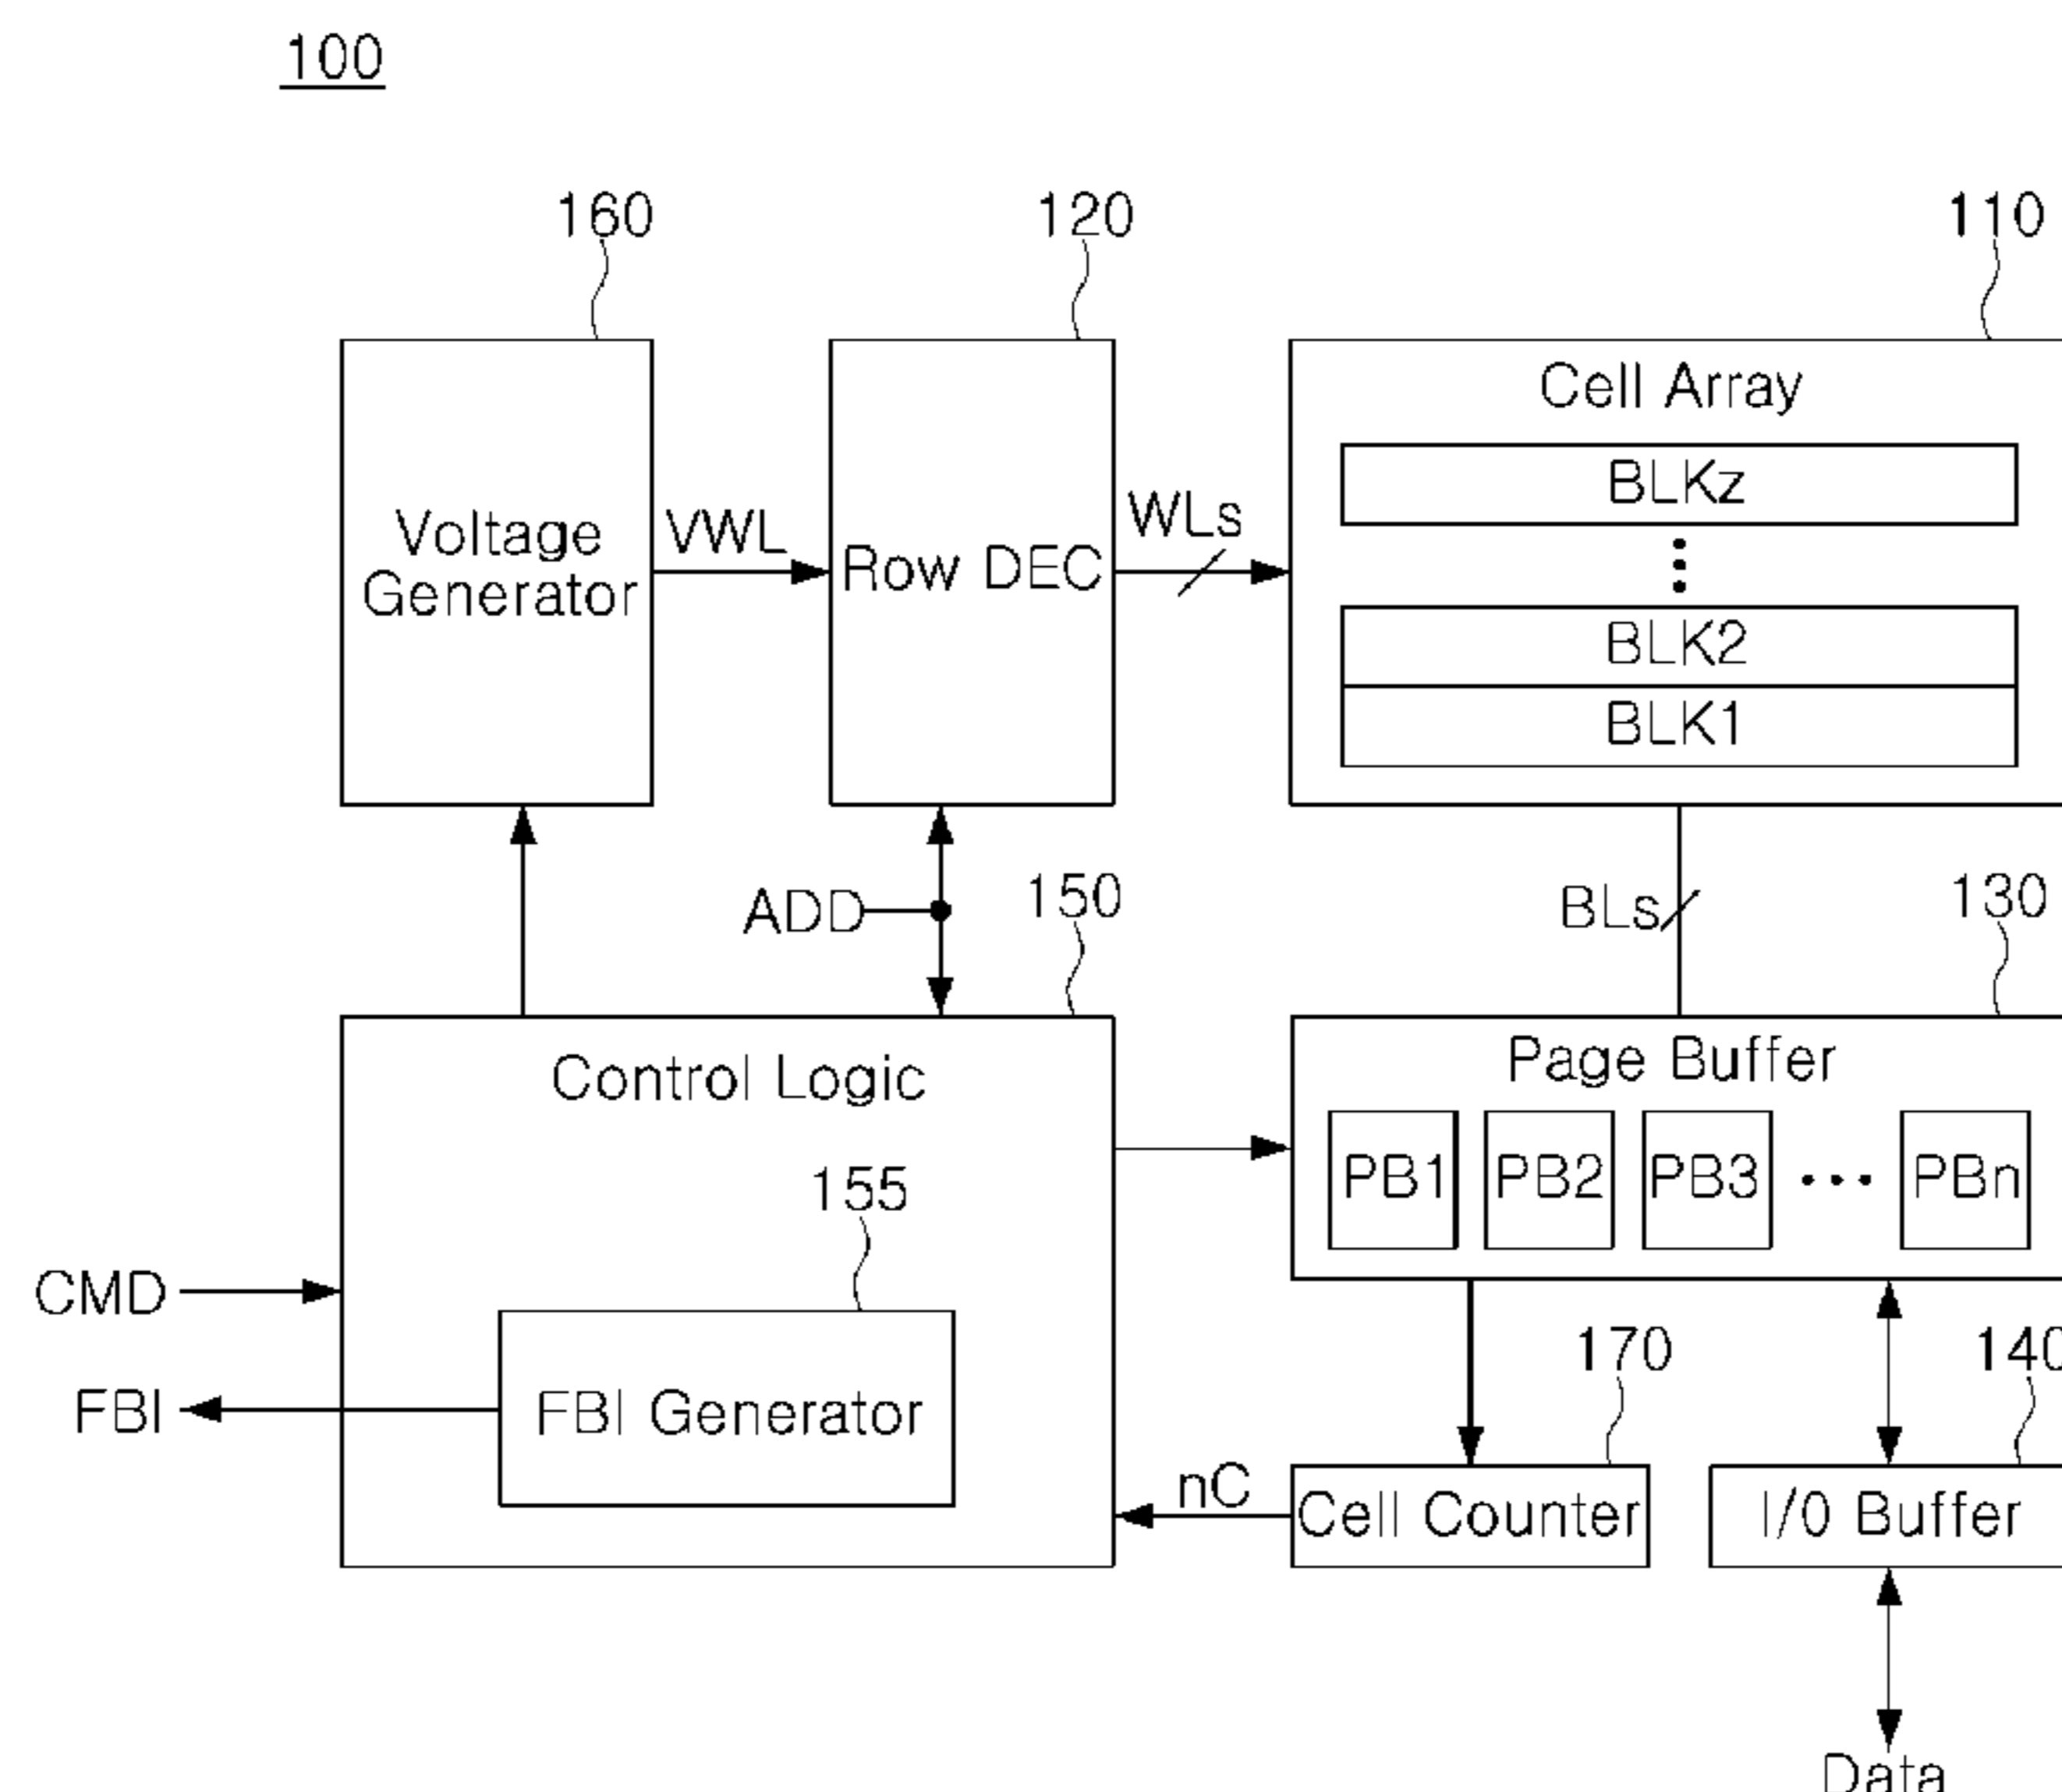 100
160
120
110
Cell Array
BLKz
Voltage
Generator
VWL
Row DEC
WLs
BLK2
BLK1
ADD
150
BLs
130
Control Logic
Page Buffer
PB1 PB2 PB3 ••• PBn
155
CMD
FBI
FBI Generator
170
140
nC
Cell Counter
I/0 Buffer
Data